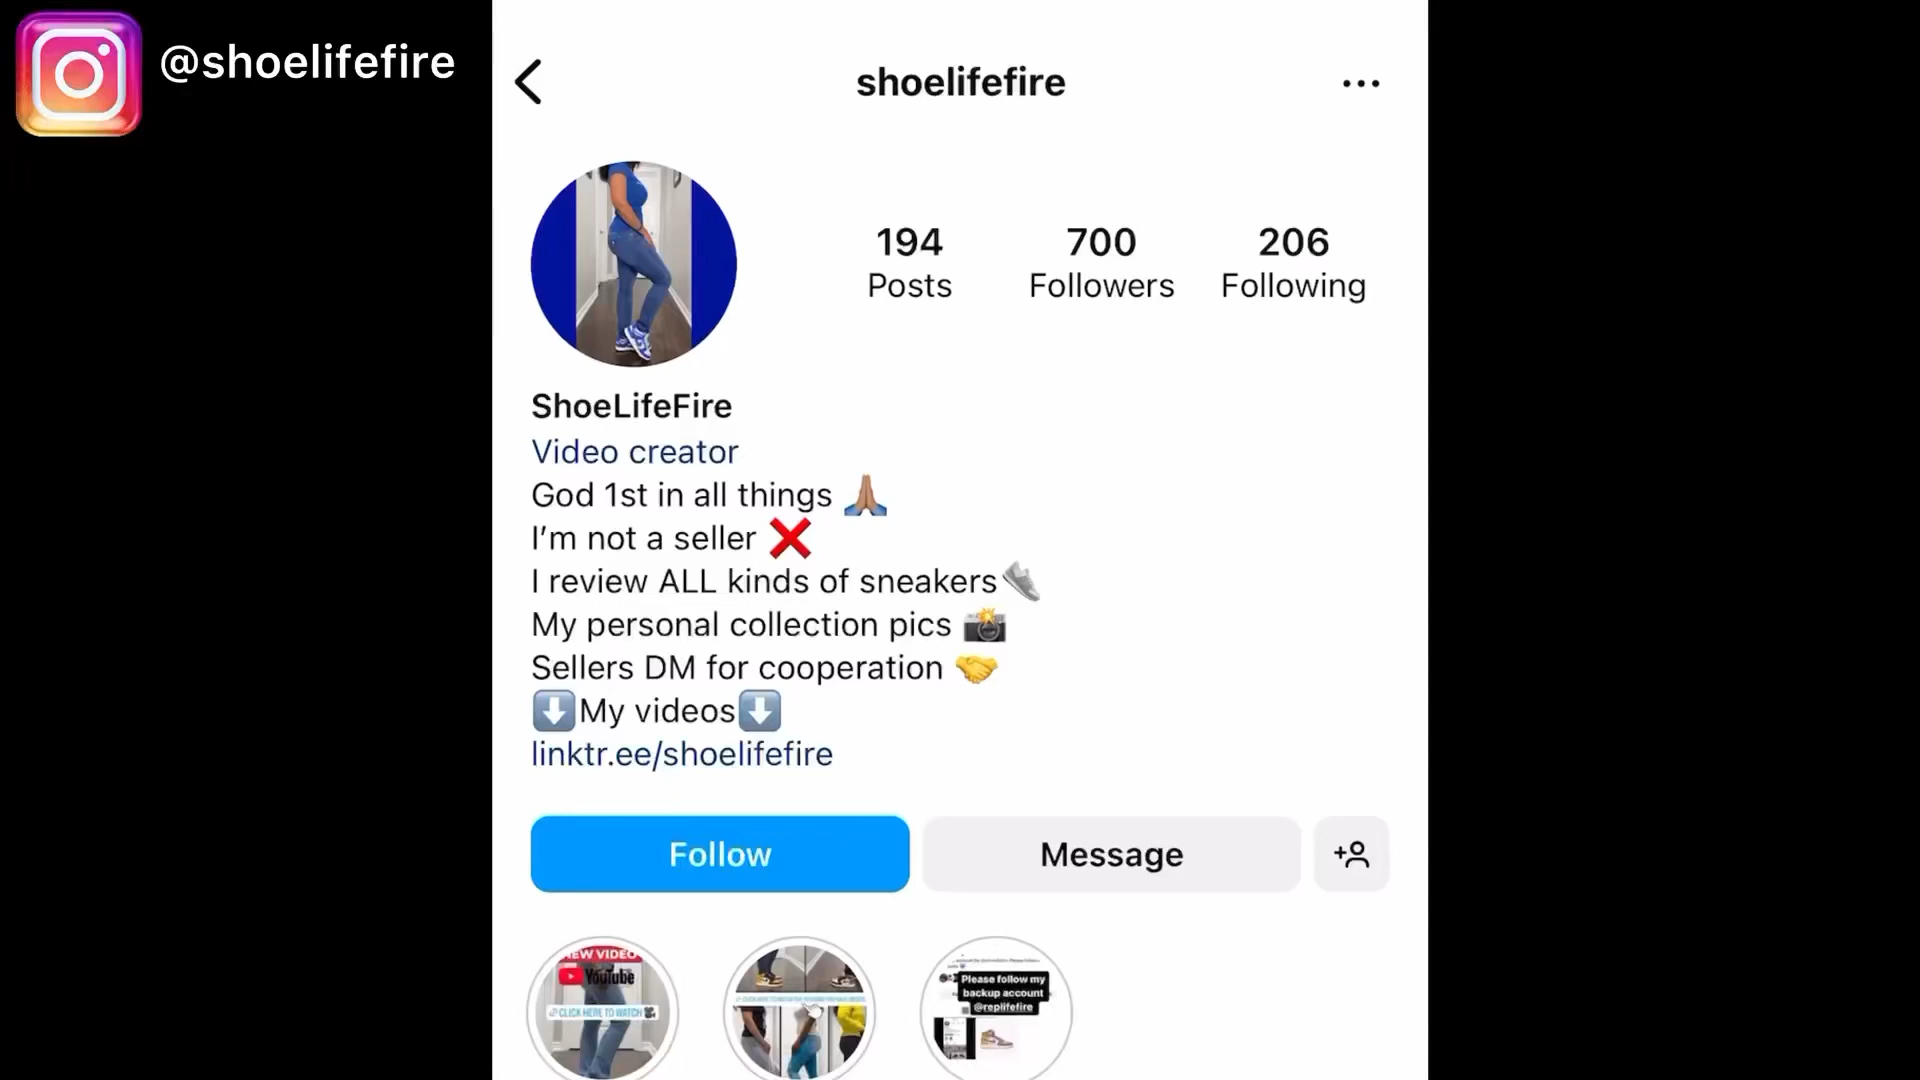 @shoelifefire
shoelifefire
194
Posts
700
Followers
206
Following
ShoeLifeFire
Video creator
God 1st in all things 🙏🏽
I’m not a seller ❌
I review ALL kinds of sneakers👟
My personal collection pics 📸
Sellers DM for cooperation 🤝
⬇️My videos⬇️
linktr.ee/shoelifefire
Follow
Message
NEW VIDEO
YouTube
CLICK HERE TO WATCH
Please follow my
backup account
@replifefire